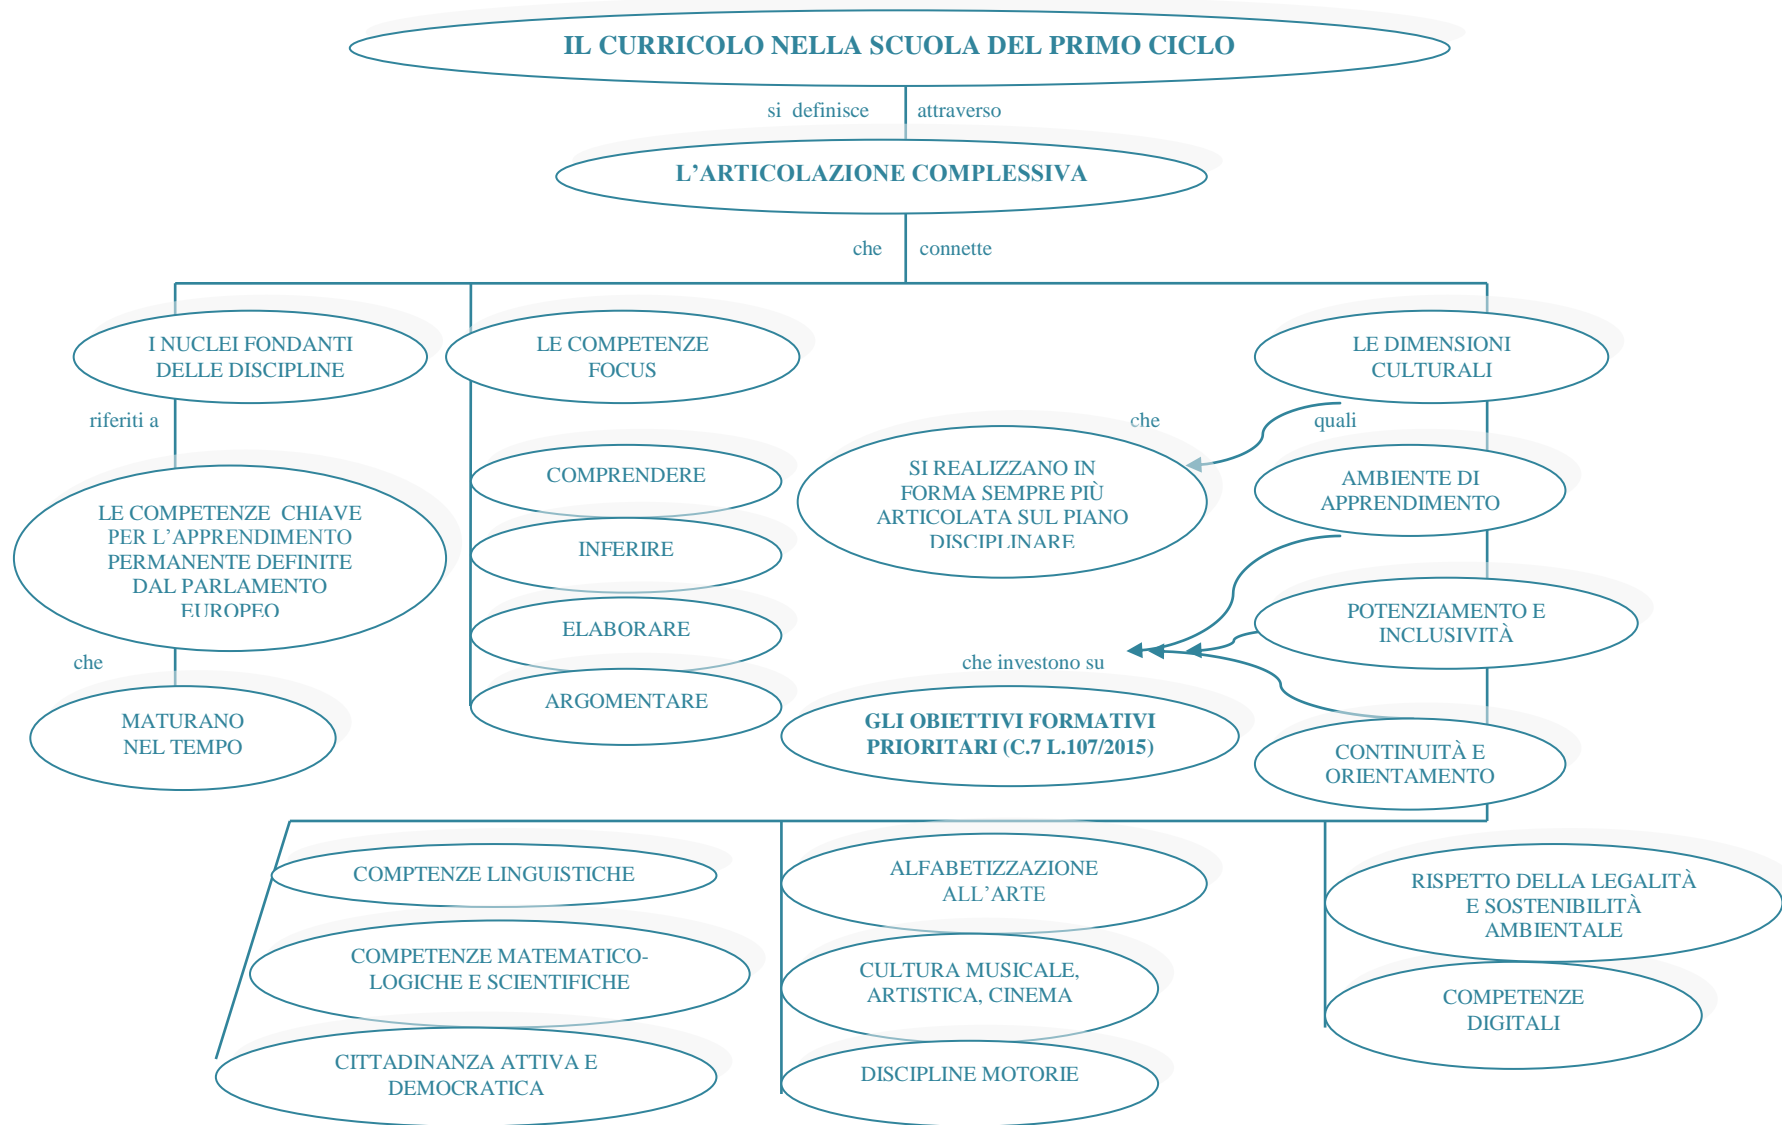 IL CURRICOLO NELLA SCUOLA DEL PRIMO CICLO
si definisce attraverso
L'ARTICOLAZIONE COMPLESSIVA
che connette
I NUCLEI FONDANTI
DELLE DISCIPLINE
riferiti a
LE COMPETENZE CHIAVE
PER L'APPRENDIMENTO
PERMANENTE DEFINITE
DAL PARLAMENTO
EUROPEO
che
MATURANO
NEL TEMPO
LE COMPETENZE
FOCUS
COMPRENDERE
INFERIRE
ELABORARE
ARGOMENTARE
LE DIMENSIONI
CULTURALI
che
quali
SI REALIZZANO IN
FORMA SEMPRE PIÙ
ARTICOLATA SUL PIANO
DISCIPLINARE
AMBIENTE DI
APPRENDIMENTO
POTENZIAMENTO E
INCLUSIVITÀ
CONTINUITÀ E
ORIENTAMENTO
che investono su
GLI OBIETTIVI FORMATIVI
PRIORITARI (C.7 L.107/2015)
COMPTENZE LINGUISTICHE
COMPETENZE MATEMATICO-
LOGICHE E SCIENTIFICHE
CITTADINANZA ATTIVA E
DEMOCRATICA
ALFABETIZZAZIONE
ALL'ARTE
CULTURA MUSICALE,
ARTISTICA, CINEMA
DISCIPLINE MOTORIE
RISPETTO DELLA LEGALITÀ
E SOSTENIBILITÀ
AMBIENTALE
COMPETENZE
DIGITALI